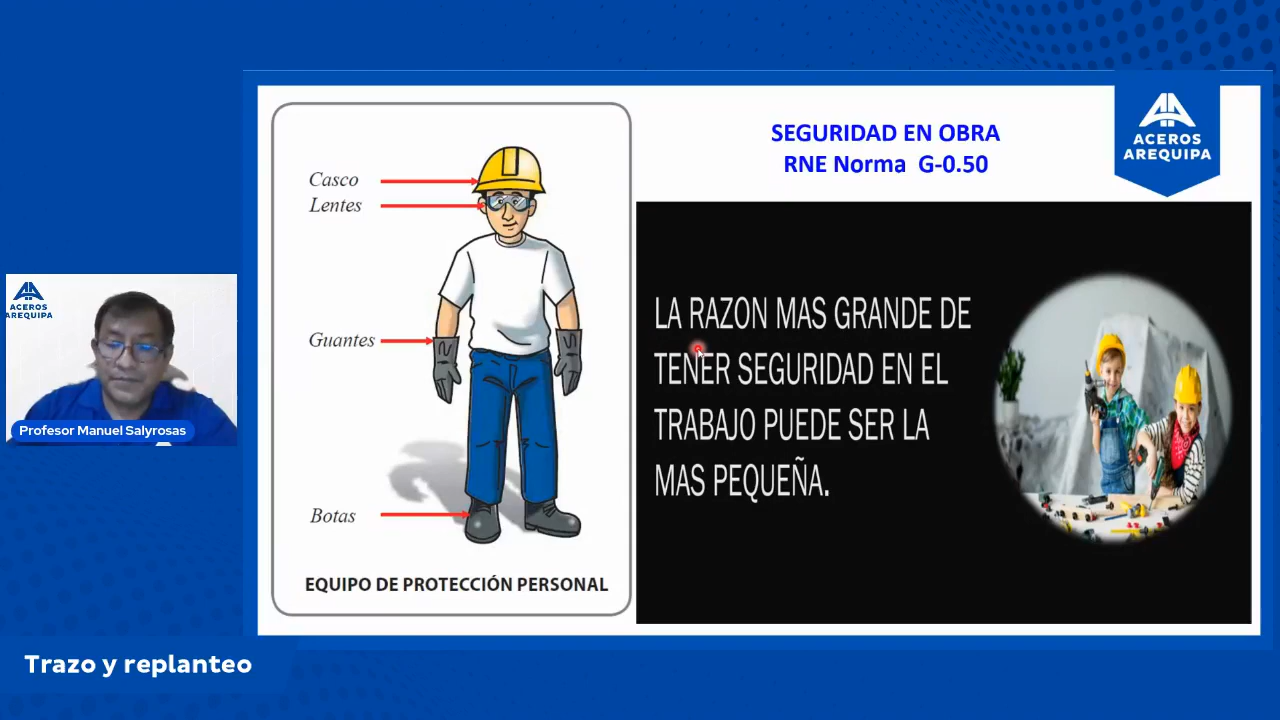 SEGURIDAD EN OBRA
RNE Norma  G-0.50
ACEROS
AREQUIPA
Casco
Lentes
Guantes
Botas
EQUIPO DE PROTECCIÓN PERSONAL
LA RAZON MAS GRANDE DE
TENER SEGURIDAD EN EL
TRABAJO PUEDE SER LA
MAS PEQUEÑA.
ACEROS
AREQUIPA
Profesor Manuel Salyrosas
Trazo y replanteo